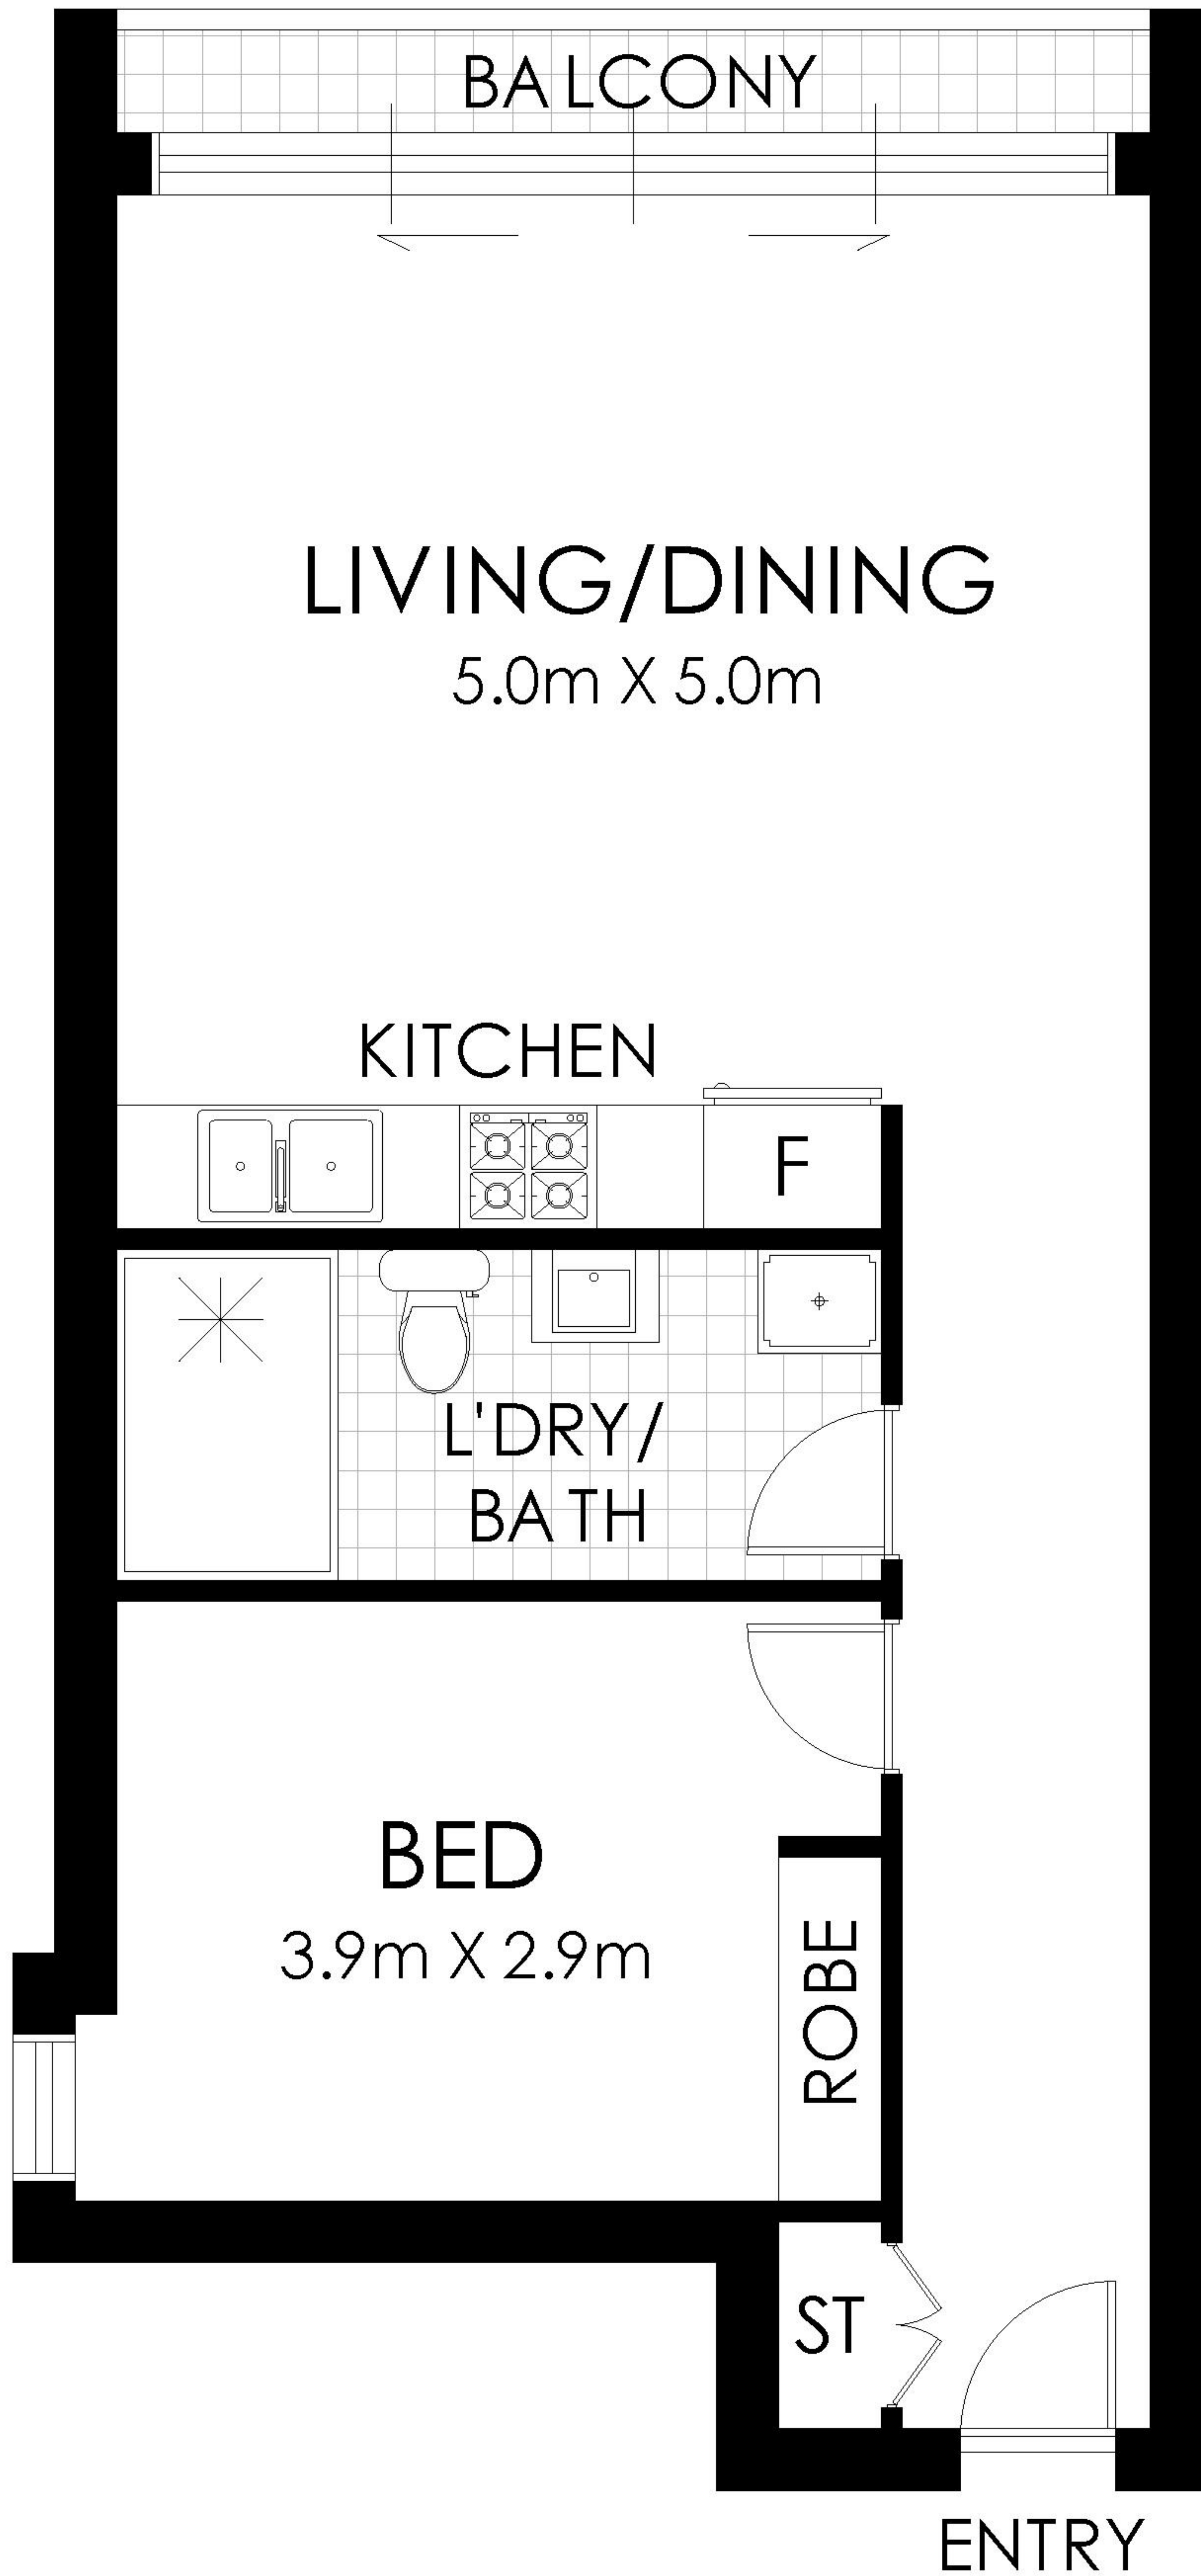 BALCONY
LIVING/DINING
5.0m X 5.0m
KITCHEN
F
L'DRY/
BATH
BED
3.9m X 2.9m
ROBE
ST
ENTRY